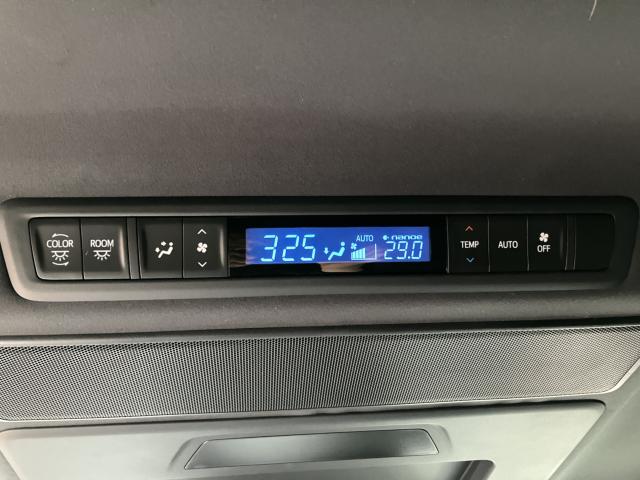 COLOR
ROOM
325
AUTO
nanoe
29.0
TEMP
AUTO
OFF